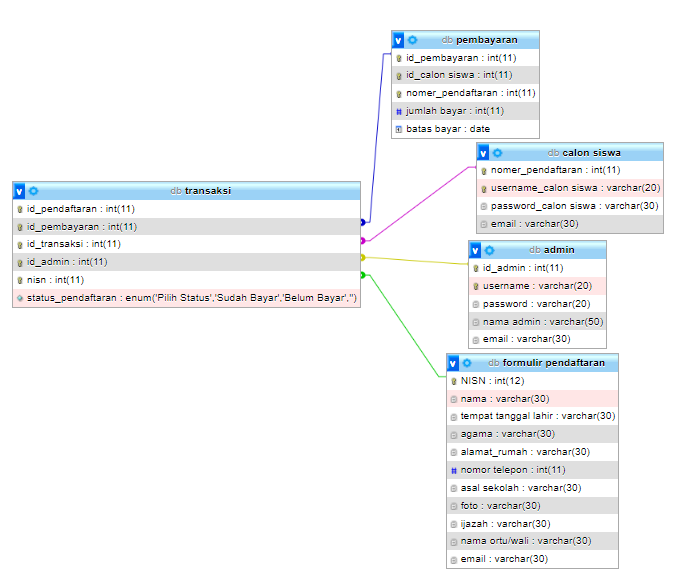 v db pembayaran
id_pembayaran : int(11)
id_calon siswa : int(11)
nomer_pendaftaran : int(11)
# jumlah bayar : int(11)
batas bayar : date
v db calon siswa
nomer_pendaftaran : int(11)
username_calon siswa : varchar(20)
password_calon siswa : varchar(30)
email : varchar(30)
v db transaksi
id_pendaftaran : int(11)
id_pembayaran : int(11)
id_transaksi : int(11)
id_admin : int(11)
nisn : int(11)
status_pendaftaran : enum('Pilih Status','Sudah Bayar','Belum Bayar','')
v db admin
id_admin : int(11)
username : varchar(20)
password : varchar(20)
nama admin : varchar(50)
email : varchar(30)
v db formulir pendaftaran
NISN : int(12)
nama : varchar(30)
tempat tanggal lahir : varchar(30)
agama : varchar(30)
alamat_rumah : varchar(30)
# nomor telepon : int(11)
asal sekolah : varchar(30)
foto : varchar(30)
ijazah : varchar(30)
nama ortu/wali : varchar(30)
email : varchar(30)